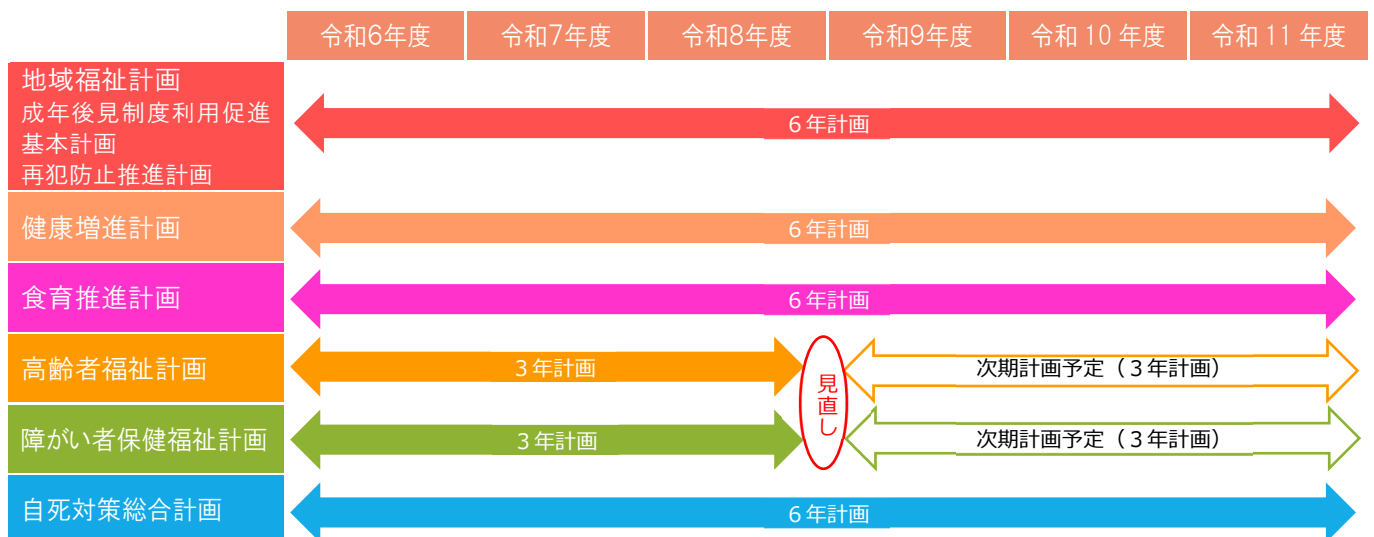 令和6年度 令和7年度 令和8年度 令和9年度 令和 10 年度 令和 11 年度
地域福祉計画
成年後見制度利用促進
基本計画
再犯防止推進計画
6年計画
健康増進計画
6年計画
食育推進計画
6年計画
高齢者福祉計画
3年計画
次期計画予定（3年計画）
見直し
障がい者保健福祉計画
3年計画
次期計画予定（3年計画）
自死対策総合計画
6年計画